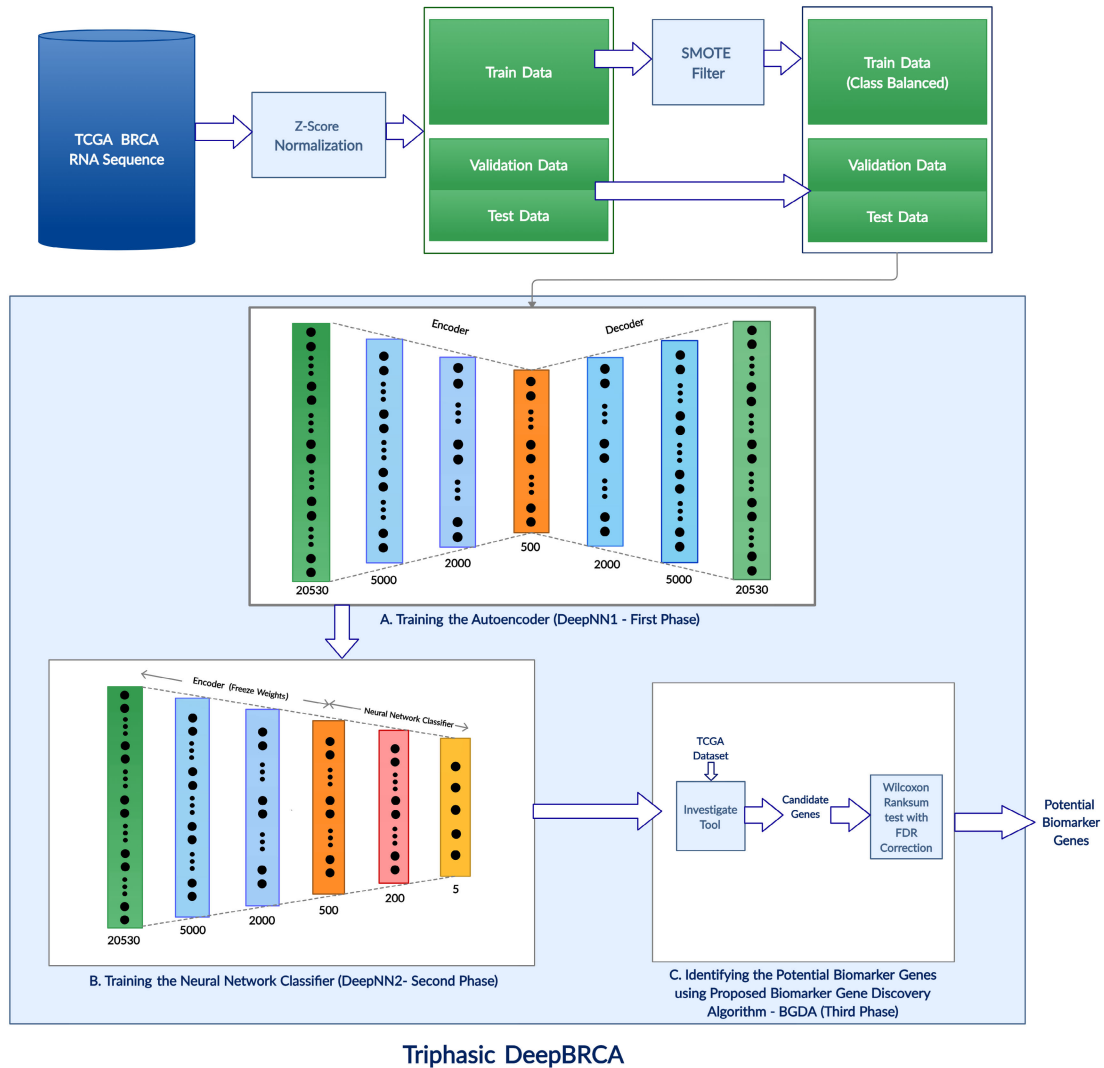 TCGA BRCA
RNA Sequence
Z-Score
Normalization
Train Data
Validation Data
Test Data
SMOTE
Filter
Train Data
(Class Balanced)
Validation Data
Test Data
Encoder
Decoder
20530
5000
2000
500
2000
5000
20530
A. Training the Autoencoder (DeepNN1 - First Phase)
Encoder (Freeze Weights)
Neural Network Classifier
20530
5000
2000
500
200
5
B. Training the Neural Network Classifier (DeepNN2- Second Phase)
TCGA
Dataset
Investigate
Tool
Candidate
Genes
Wilcoxon
Ranksum
test with
FDR
Correction
C. Identifying the Potential Biomarker Genes
using Proposed Biomarker Gene Discovery
Algorithm - BGDA (Third Phase)
Potential
Biomarker
Genes
Triphasic DeepBRCA